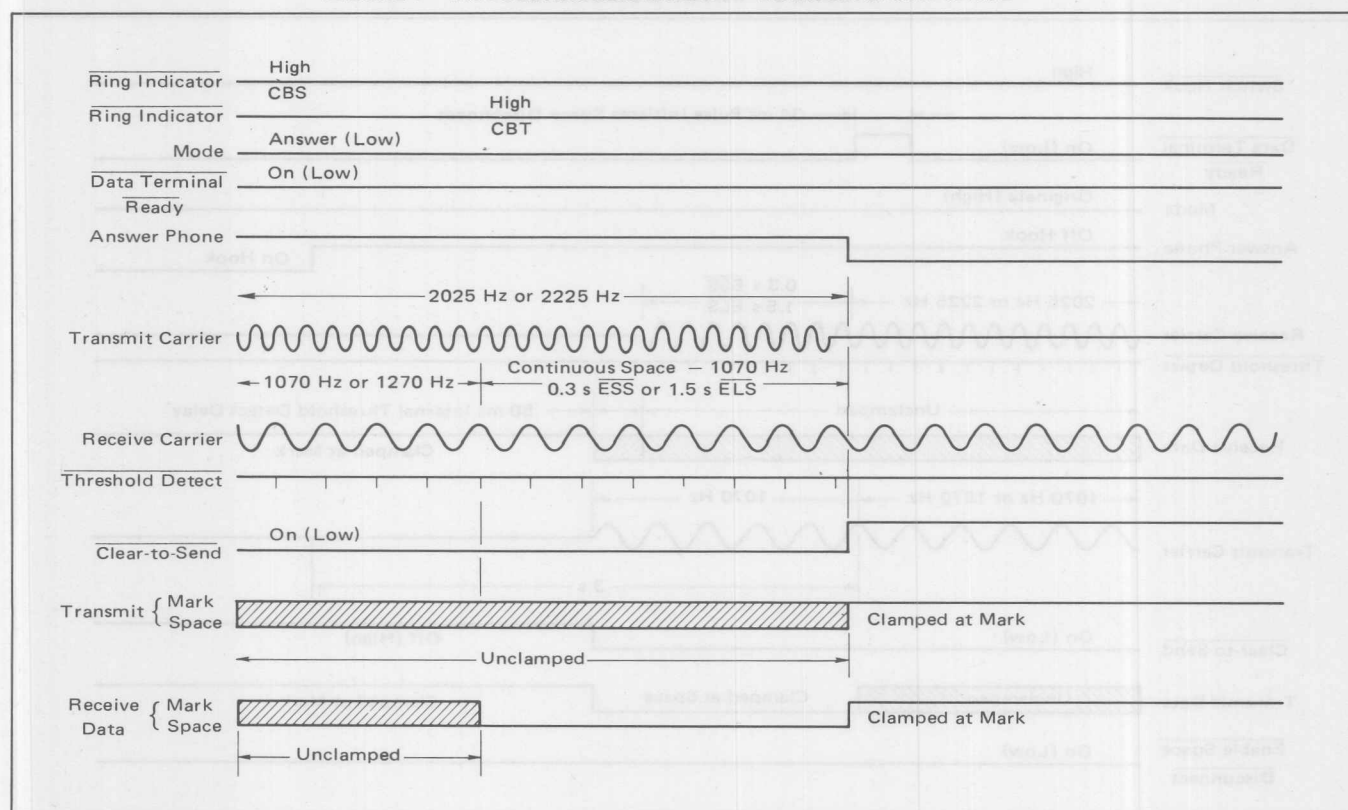 Ring Indicator High
CBS
Ring Indicator High
CBT
Mode Answer (Low)
Data Terminal On (Low)
Ready
Answer Phone
2025 Hz or 2225 Hz
Transmit Carrier
1070 Hz or 1270 Hz
Continuous Space – 1070 Hz
0.3 s ESS or 1.5 s ELS
Receive Carrier
Threshold Detect
On (Low)
Clear-to-Send
Transmit { Mark
Space
Clamped at Mark
Unclamped
Receive Data { Mark
Space
Clamped at Mark
Unclamped